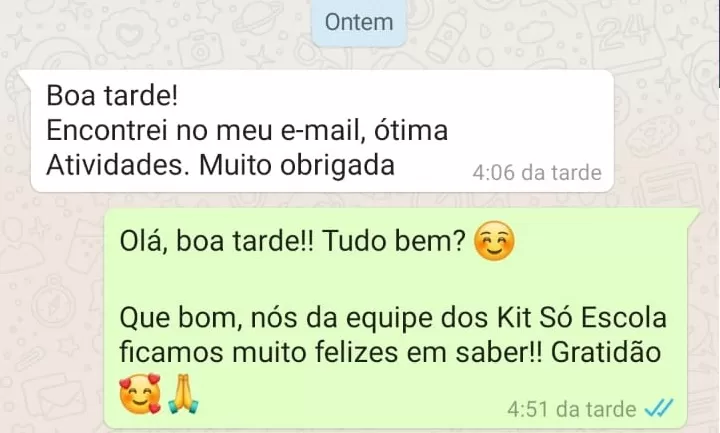 Ontem
Boa tarde!
Encontrei no meu e-mail, ótima
Atividades. Muito obrigada
4:06 da tarde
Olá, boa tarde!! Tudo bem? ☺️
Que bom, nós da equipe dos Kit Só Escola
ficamos muito felizes em saber!! Gratidão
🥰🙏
4:51 da tarde